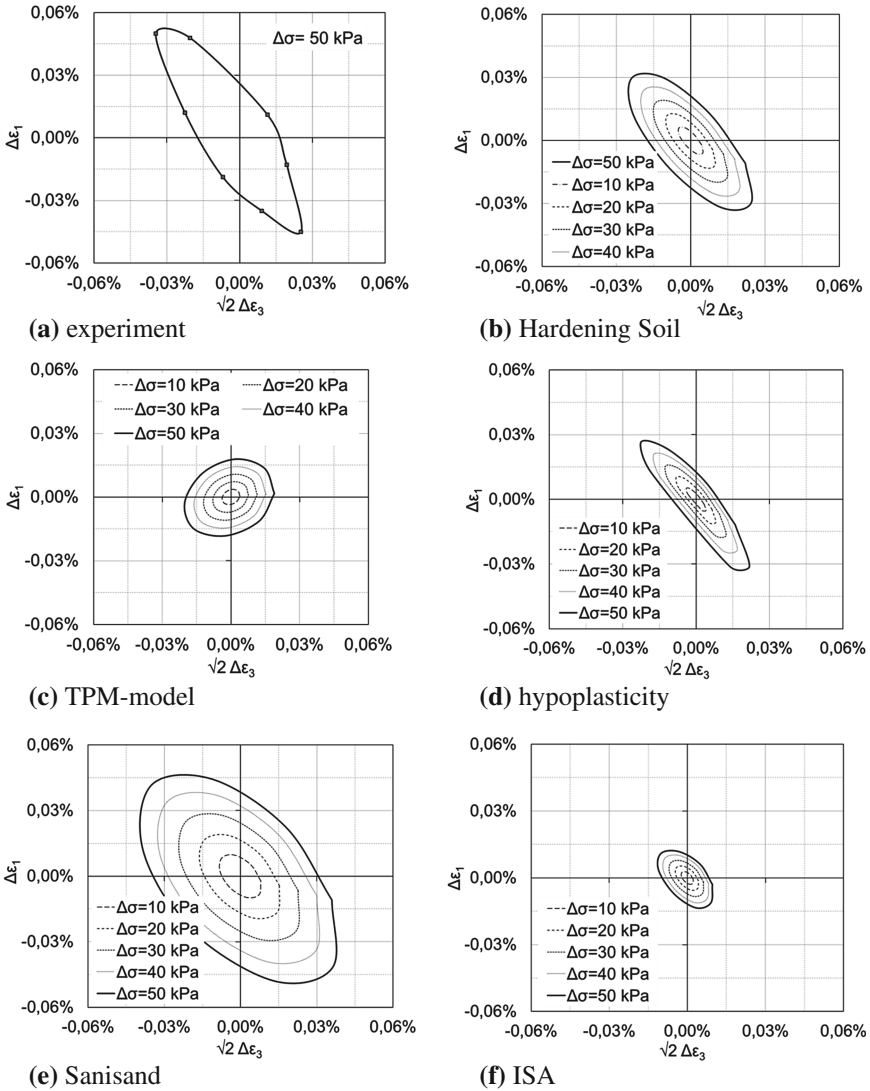 0,06%
0,03%
0,00%
-0,03%
-0,06%
Δε₁
Δσ= 50 kPa
-0,06% -0,03% 0,00% 0,03% 0,06%
√2 Δε₃
(a) experiment
0,06%
0,03%
0,00%
-0,03%
-0,06%
Δε₁
Δσ=50 kPa
Δσ=10 kPa
Δσ=20 kPa
Δσ=30 kPa
Δσ=40 kPa
-0,06% -0,03% 0,00% 0,03% 0,06%
√2 Δε₃
(b) Hardening Soil
0,06%
0,03%
0,00%
-0,03%
-0,06%
Δε₁
Δσ=10 kPa Δσ=20 kPa
Δσ=30 kPa Δσ=40 kPa
Δσ=50 kPa
-0,06% -0,03% 0,00% 0,03% 0,06%
√2 Δε₃
(c) TPM-model
0,06%
0,03%
0,00%
-0,03%
-0,06%
Δε₁
Δσ=10 kPa
Δσ=20 kPa
Δσ=30 kPa
Δσ=40 kPa
Δσ=50 kPa
-0,06% -0,03% 0,00% 0,03% 0,06%
√2 Δε₃
(d) hypoplasticity
0,06%
0,03%
0,00%
-0,03%
-0,06%
Δε₁
Δσ=10 kPa
Δσ=20 kPa
Δσ=30 kPa
Δσ=40 kPa
Δσ=50 kPa
-0,06% -0,03% 0,00% 0,03% 0,06%
√2 Δε₃
(e) Sanisand
0,06%
0,03%
0,00%
-0,03%
-0,06%
Δε₁
Δσ=10 kPa
Δσ=20 kPa
Δσ=30 kPa
Δσ=40 kPa
Δσ=50 kPa
-0,06% -0,03% 0,00% 0,03% 0,06%
√2 Δε₃
(f) ISA